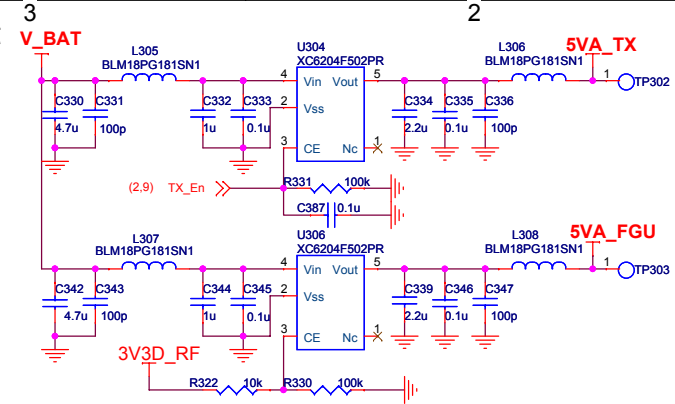 3 2
V_BAT
L305
BLM18PG181SN1
U304
XC6204F502PR
L306
BLM18PG181SN1
5VA_TX
C330
4.7u
C331
100p
C332
1u
C333
0.1u
4 Vin Vout 5
2 Vss
3 CE Nc 1
C334
2.2u
C335
0.1u
C336
100p
1 TP302
(2,9) TX_En
R331 100k
C387 0.1u
L307
BLM18PG181SN1
U306
XC6204F502PR
L308
BLM18PG181SN1
5VA_FGU
C342
4.7u
C343
100p
C344
1u
C345
0.1u
4 Vin Vout 5
2 Vss
3 CE Nc 1
C339
2.2u
C346
0.1u
C347
100p
1 TP303
3V3D_RF
R322 10k R330 100k